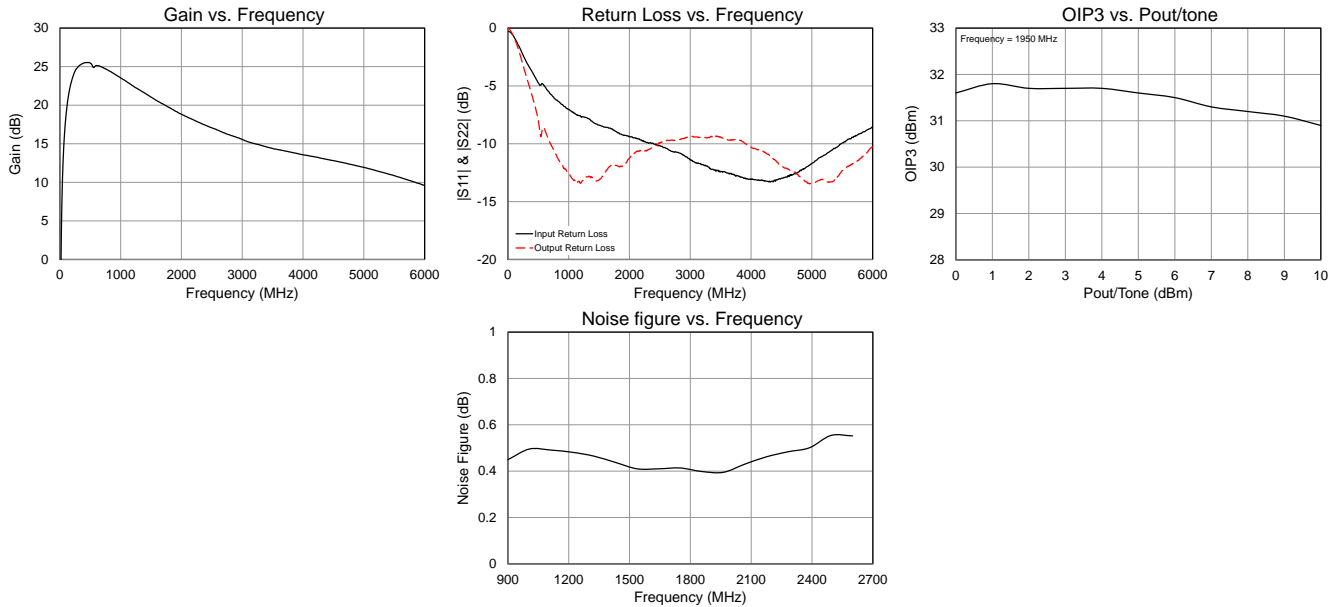 Gain vs. Frequency
30
25
20
15
10
5
0
0 1000 2000 3000 4000 5000 6000
Gain (dB)
Frequency (MHz)
Return Loss vs. Frequency
0
-5
-10
-15
-20
0 1000 2000 3000 4000 5000 6000
|S11| & |S22| (dB)
Input Return Loss
Output Return Loss
Frequency (MHz)
OIP3 vs. Pout/tone
Frequency = 1950 MHz
33
32
31
30
29
28
0 1 2 3 4 5 6 7 8 9 10
OIP3 (dBm)
Pout/Tone (dBm)
Noise figure vs. Frequency
1
0.8
0.6
0.4
0.2
0
900 1200 1500 1800 2100 2400 2700
Noise Figure (dB)
Frequency (MHz)